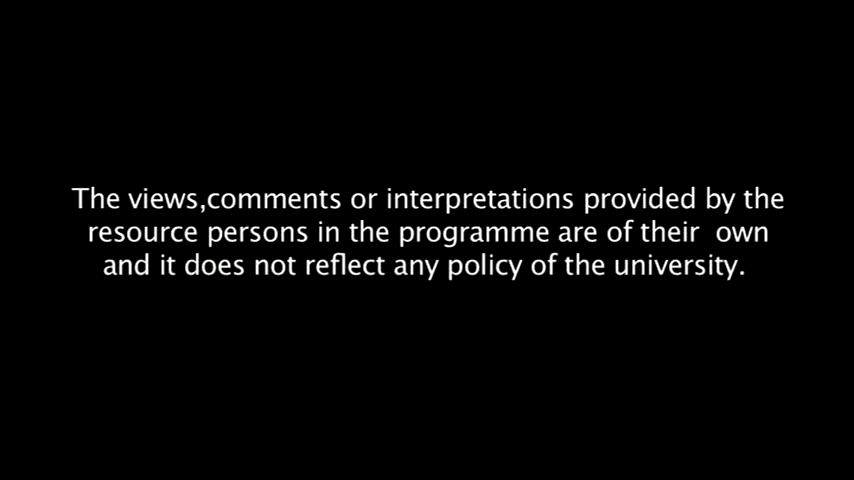 The views,comments or interpretations provided by the
resource persons in the programme are of their  own
and it does not reflect any policy of the university.